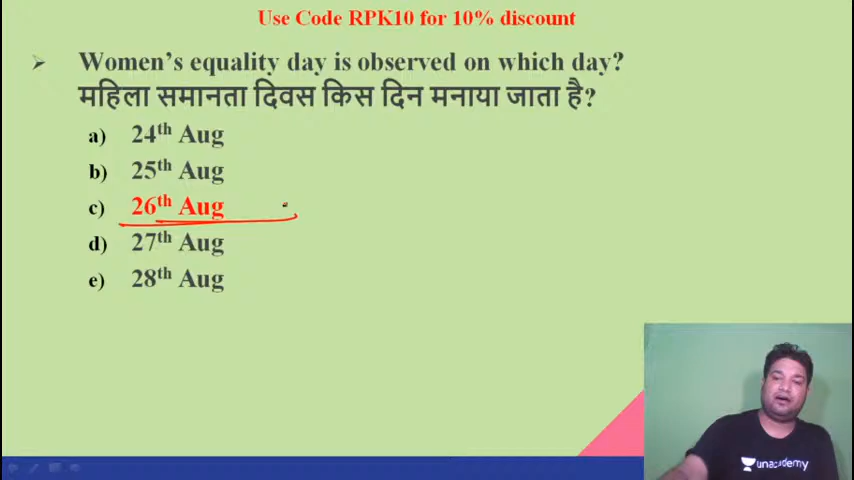 Use Code RPK10 for 10% discount
➤ Women's equality day is observed on which day?
महिला समानता दिवस किस दिन मनाया जाता है?
a) 24th Aug
b) 25th Aug
c) 26th Aug
d) 27th Aug
e) 28th Aug
unacademy